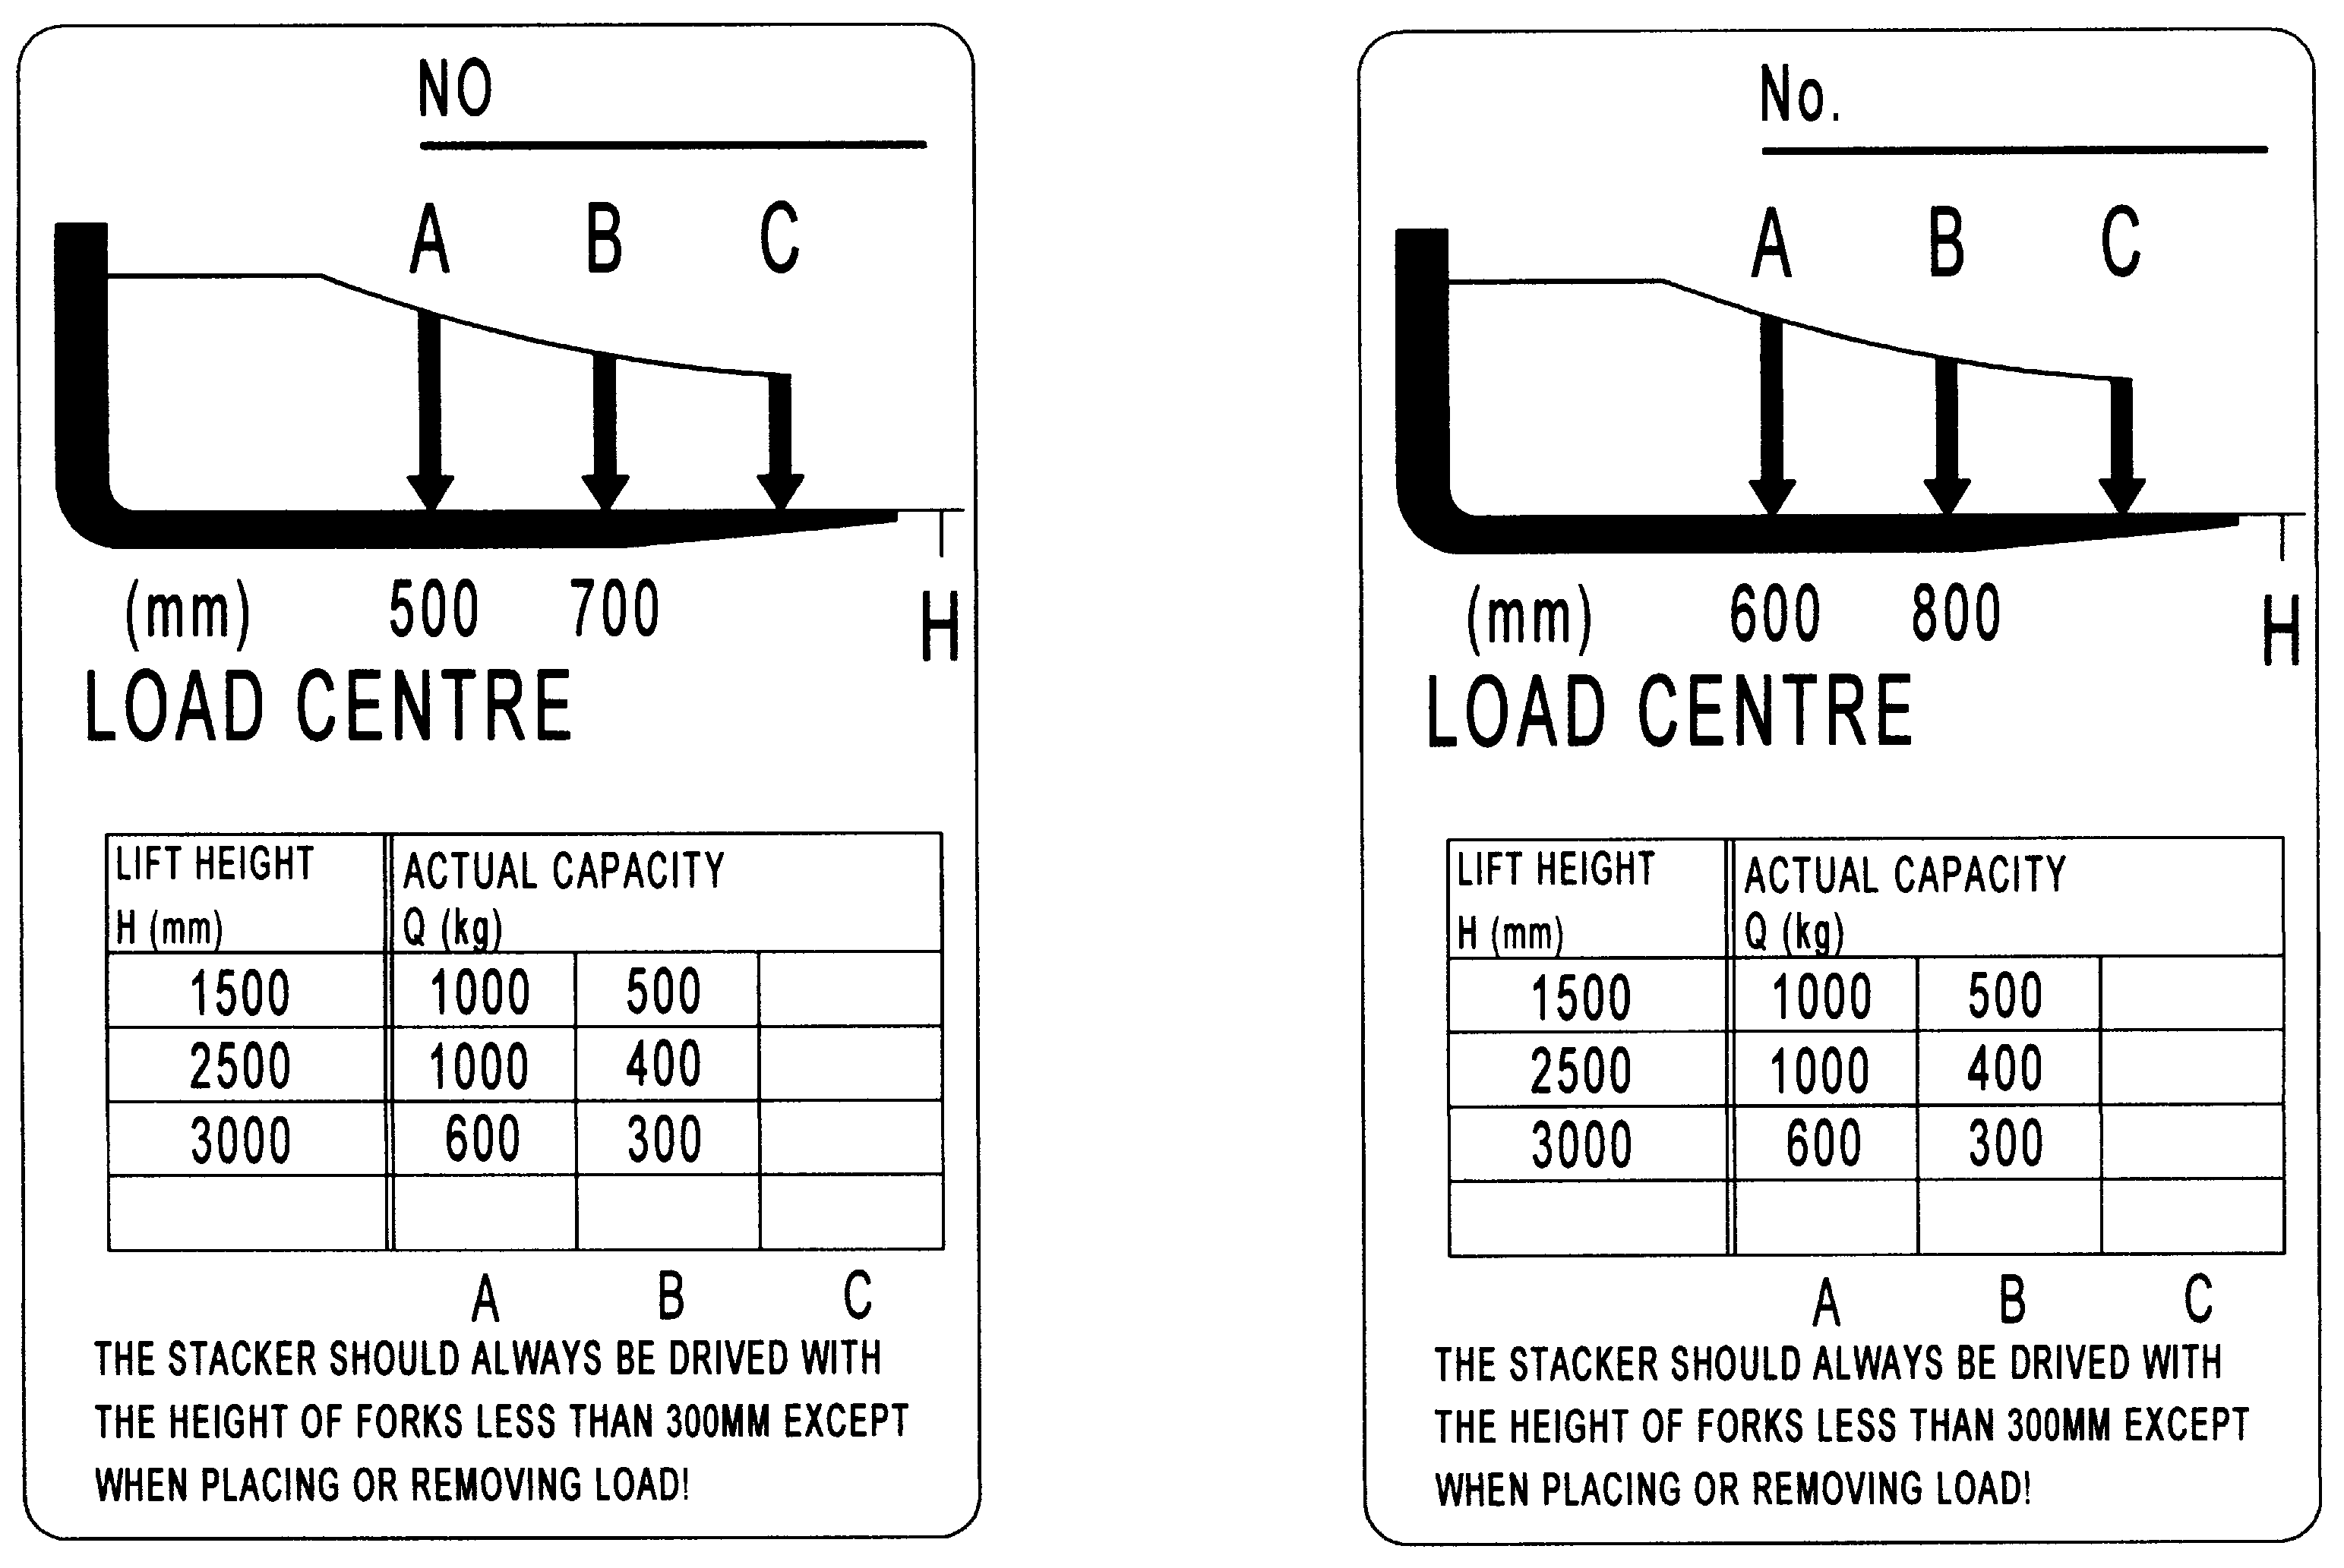 NO
A B C
(mm) 500 700 H
LOAD CENTRE
LIFT HEIGHT ACTUAL CAPACITY
H (mm) Q (kg)
1500 1000 500
2500 1000 400
3000 600 300
A B C
THE STACKER SHOULD ALWAYS BE DRIVED WITH
THE HEIGHT OF FORKS LESS THAN 300MM EXCEPT
WHEN PLACING OR REMOVING LOAD!
No.
A B C
(mm) 600 800 H
LOAD CENTRE
LIFT HEIGHT ACTUAL CAPACITY
H (mm) Q (kg)
1500 1000 500
2500 1000 400
3000 600 300
A B C
THE STACKER SHOULD ALWAYS BE DRIVED WITH
THE HEIGHT OF FORKS LESS THAN 300MM EXCEPT
WHEN PLACING OR REMOVING LOAD!